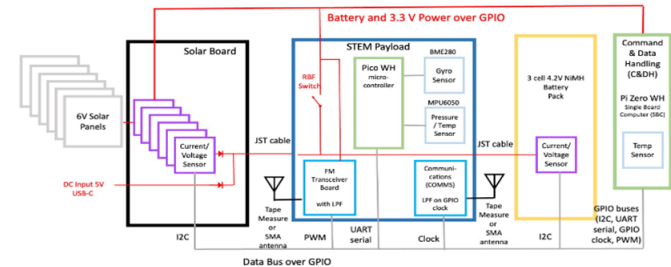 Battery and 3.3 V Power over GPIO
Solar Board
STEM Payload
Command
& Data
Handling
(C&DH)
Pi Zero WH
Single Board
Computer (SBC)
Temp
Sensor
6V Solar
Panels
Current/
Voltage
Sensor
DC Input 5V
USB-C
I2C
JST cable
RBF
Switch
Pico WH
micro-
controller
BME280
Gyro
Sensor
MPU6050
Pressure
/ Temp
Sensor
FM
Transceiver
Board
with LPF
Communi-
cations
(COMMS)
LPF on GPIO
clock
Tape
Measure
or
SMA
antenna
PWM
UART
serial
Clock
Tape
Measure
or
SMA
antenna
JST cable
3 cell 4.2V NiMH
Battery
Pack
Current/
Voltage
Sensor
I2C
GPIO buses
(I2C, UART
serial, GPIO
clock, PWM)
Data Bus over GPIO